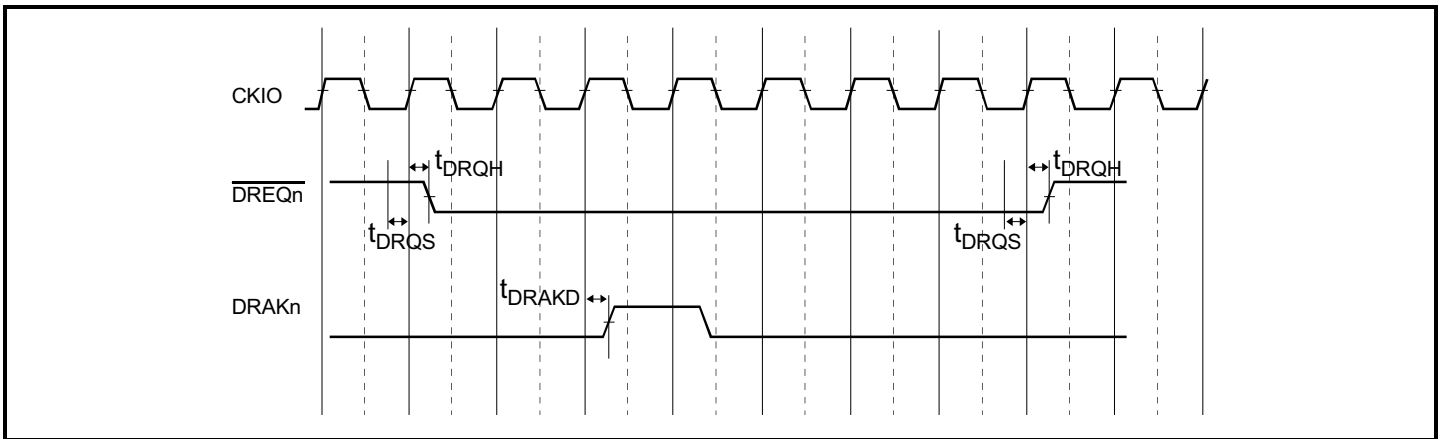 CKIO
tDRQH
tDRQH
DREQn
tDRQS
tDRQS
tDRAKD
DRAKn